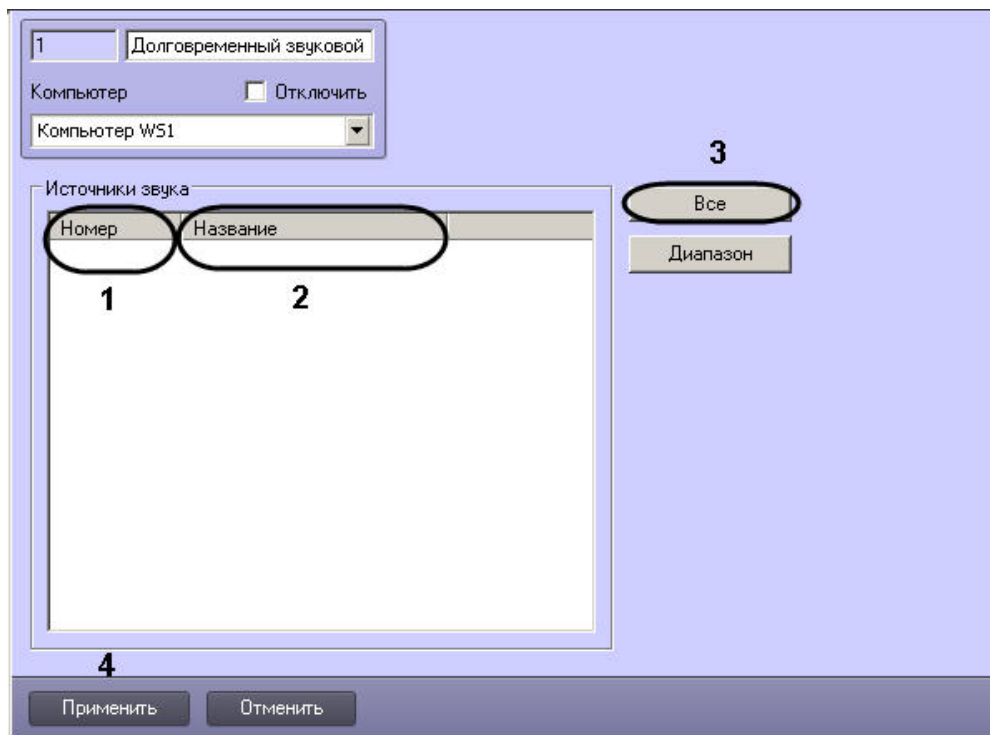 1 Долговременный звуковой
Компьютер Отключить
Компьютер WS1
3
Источники звука
Все
Номер Название
Диапазон
1 2
4
Применить Отменить